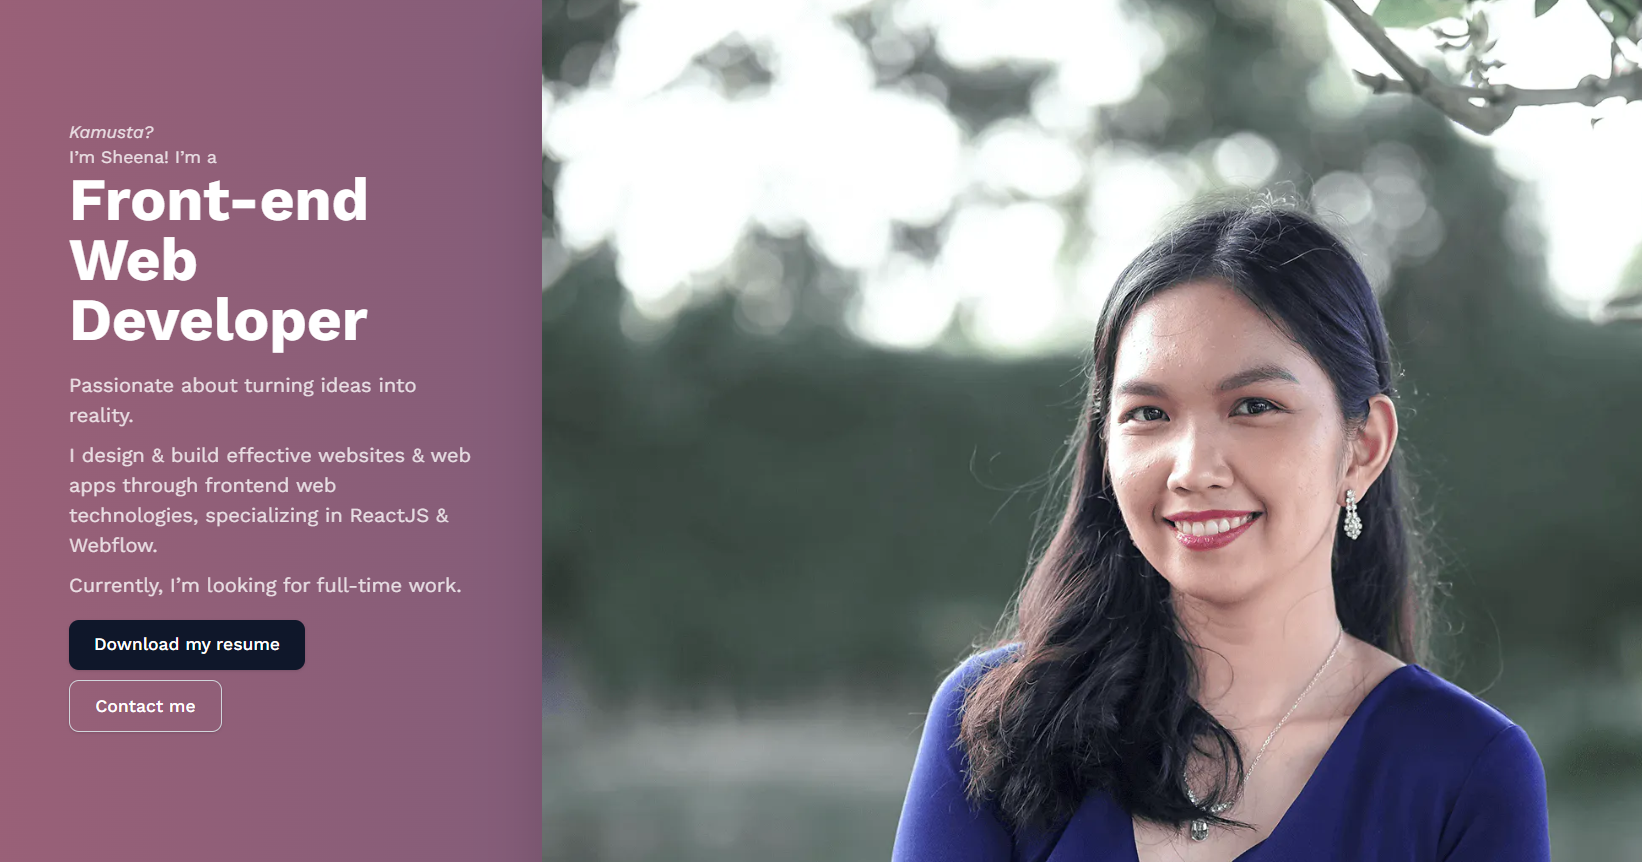 Kamusta?
I’m Sheena! I’m a
Front-end
Web
Developer
Passionate about turning ideas into
reality.
I design & build effective websites & web
apps through frontend web
technologies, specializing in ReactJS &
Webflow.
Currently, I’m looking for full-time work.
Download my resume
Contact me